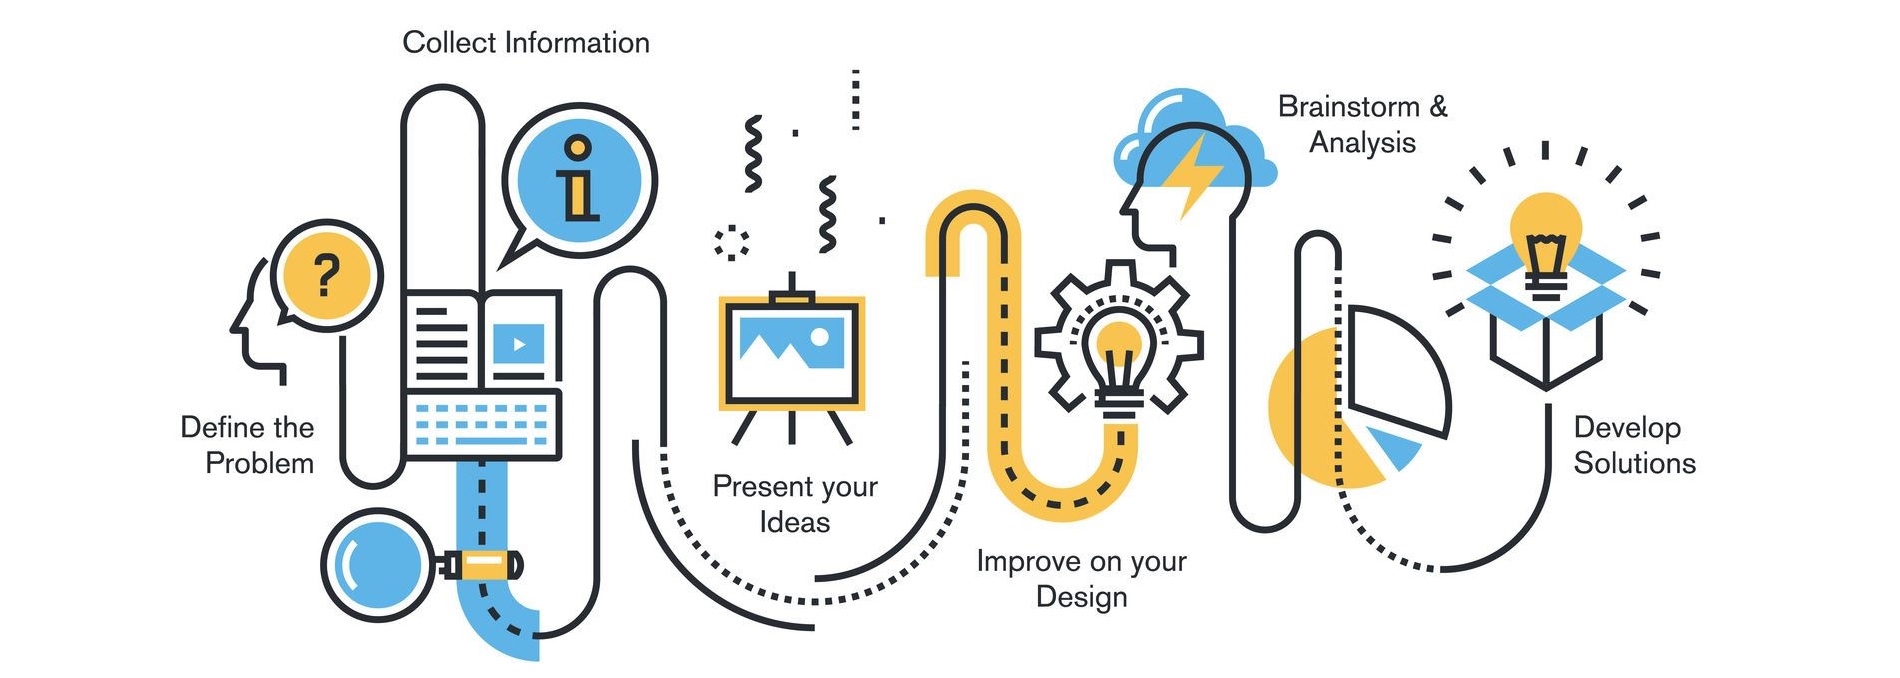 Collect Information
i
?
Define the
Problem
Present your
Ideas
Improve on your
Design
Brainstorm &
Analysis
Develop
Solutions